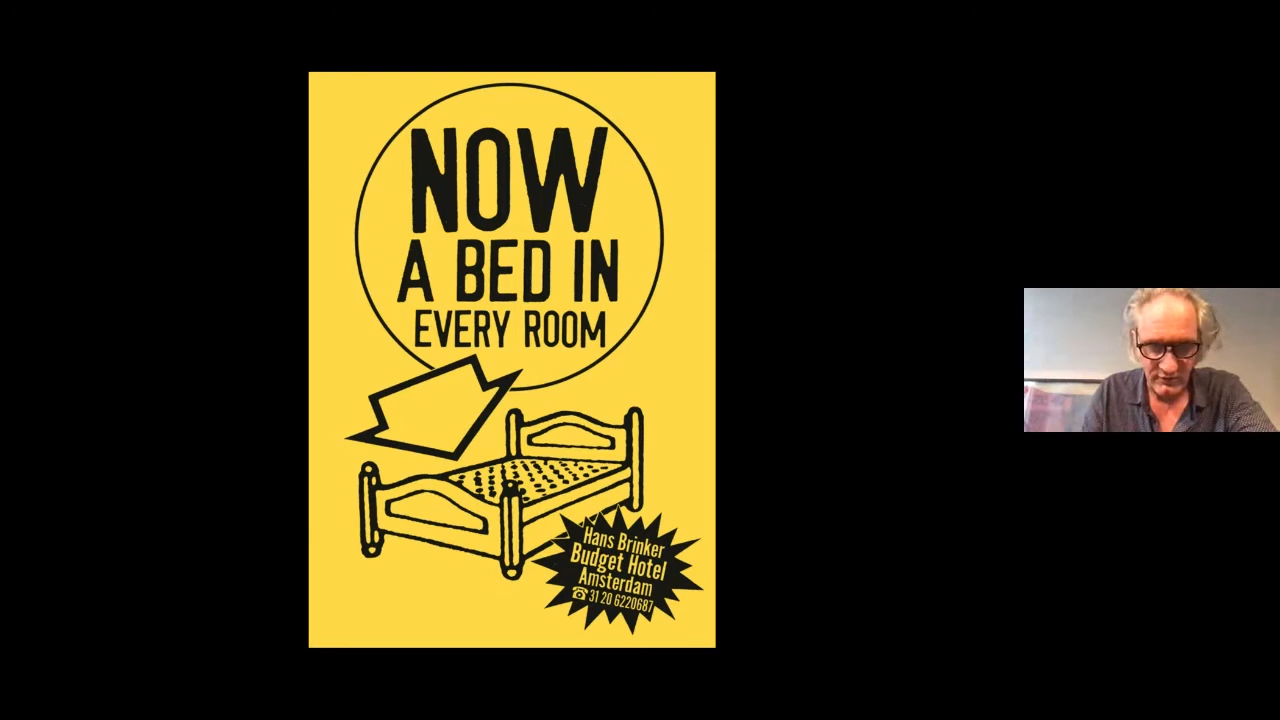 NOW
A BED IN
EVERY ROOM
Hans Brinker
Budget Hotel
Amsterdam
☎ 31 20 6220687